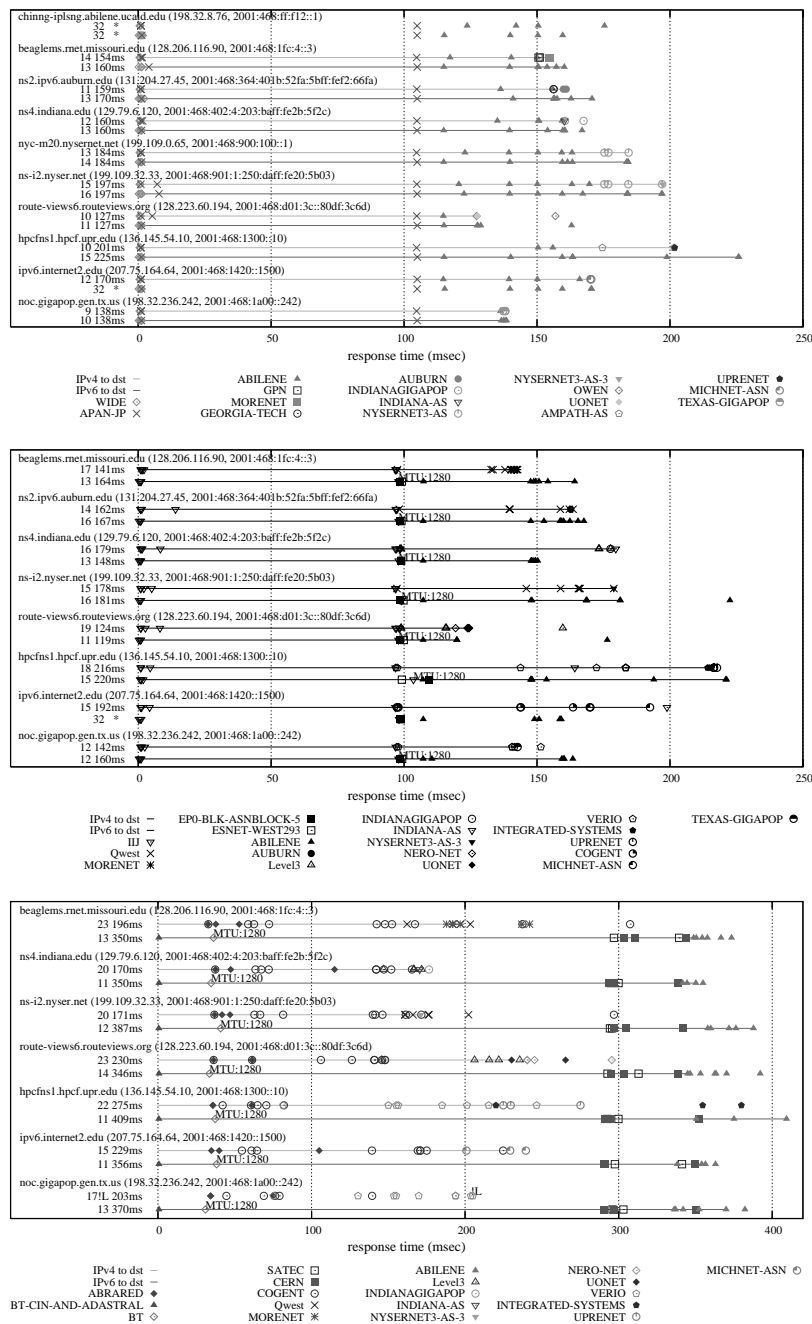 chinng-iplsng.abilene.ucaid.edu (198.32.8.76, 2001:468:ff:f12::1)
32 *
32 *
beaglems.rnet.missouri.edu (128.206.116.90, 2001:468:1fc:4::3)
14 154ms
13 160ms
ns2.ipv6.auburn.edu (131.204.27.45, 2001:468:364:401b:52fa:5bff:fef2:66fa)
11 159ms
13 170ms
ns4.indiana.edu (129.79.6.120, 2001:468:402:4:203:baff:fe2b:5f2c)
12 160ms
13 160ms
nyc-m20.nysernet.net (199.109.0.65, 2001:468:900:100::1)
13 184ms
14 184ms
ns-i2.nyser.net (199.109.32.33, 2001:468:901:1:250:daff:fe20:5b03)
15 197ms
16 197ms
route-views6.routeviews.org (128.223.60.194, 2001:468:d01:3c::80df:3c6d)
10 127ms
11 127ms
hpcfns1.hpcf.upr.edu (136.145.54.10, 2001:468:1300::10)
10 201ms
15 225ms
ipv6.internet2.edu (207.75.164.64, 2001:468:1420::1500)
12 170ms
32 *
noc.gigapop.gen.tx.us (198.32.236.242, 2001:468:1a00::242)
9 138ms
10 138ms
0 50 100 150 200 250
response time (msec)
IPv4 to dst ABILENE AUBURN NYSERNET3-AS-3 UPRENET
IPv6 to dst GPN INDIANAGIGAPOP OWEN MICHNET-ASN
WIDE MORENET INDIANA-AS UONET TEXAS-GIGAPOP
APAN-JP GEORGIA-TECH NYSERNET3-AS AMPATH-AS
beaglems.rnet.missouri.edu (128.206.116.90, 2001:468:1fc:4::3)
17 141ms
MTU:1280
13 164ms
ns2.ipv6.auburn.edu (131.204.27.45, 2001:468:364:401b:52fa:5bff:fef2:66fa)
14 162ms
MTU:1280
16 167ms
ns4.indiana.edu (129.79.6.120, 2001:468:402:4:203:baff:fe2b:5f2c)
16 179ms
MTU:1280
13 148ms
ns-i2.nyser.net (199.109.32.33, 2001:468:901:1:250:daff:fe20:5b03)
15 178ms
MTU:1280
16 181ms
route-views6.routeviews.org (128.223.60.194, 2001:468:d01:3c::80df:3c6d)
19 124ms
MTU:1280
11 119ms
hpcfns1.hpcf.upr.edu (136.145.54.10, 2001:468:1300::10)
18 216ms
MTU:1280
15 220ms
ipv6.internet2.edu (207.75.164.64, 2001:468:1420::1500)
15 192ms
32 *
noc.gigapop.gen.tx.us (198.32.236.242, 2001:468:1a00::242)
12 142ms
MTU:1280
12 160ms
0 50 100 150 200 250
response time (msec)
IPv4 to dst EP0-BLK-ASNBLOCK-5 INDIANAGIGAPOP VERIO TEXAS-GIGAPOP
IPv6 to dst ESNET-WEST293 INDIANA-AS INTEGRATED-SYSTEMS
IIJ ABILENE NYSERNET3-AS-3 UPRENET
Qwest AUBURN NERO-NET COGENT
MORENET Level3 UONET MICHNET-ASN
beaglems.rnet.missouri.edu (128.206.116.90, 2001:468:1fc:4::3)
23 196ms
MTU:1280
13 350ms
ns4.indiana.edu (129.79.6.120, 2001:468:402:4:203:baff:fe2b:5f2c)
20 170ms
MTU:1280
11 350ms
ns-i2.nyser.net (199.109.32.33, 2001:468:901:1:250:daff:fe20:5b03)
20 171ms
MTU:1280
12 387ms
route-views6.routeviews.org (128.223.60.194, 2001:468:d01:3c::80df:3c6d)
23 230ms
MTU:1280
14 346ms
hpcfns1.hpcf.upr.edu (136.145.54.10, 2001:468:1300::10)
22 275ms
MTU:1280
11 409ms
ipv6.internet2.edu (207.75.164.64, 2001:468:1420::1500)
15 229ms
MTU:1280
11 356ms
noc.gigapop.gen.tx.us (198.32.236.242, 2001:468:1a00::242)
17!L 203ms !L
MTU:1280
13 370ms
0 100 200 300 400
response time (msec)
IPv4 to dst SATEC ABILENE NERO-NET MICHNET-ASN
IPv6 to dst CERN Level3 UONET
ABRARED COGENT INDIANAGIGAPOP VERIO
BT-CIN-AND-ADASTRAL Qwest INDIANA-AS INTEGRATED-SYSTEMS
BT MORENET NYSERNET3-AS-3 UPRENET